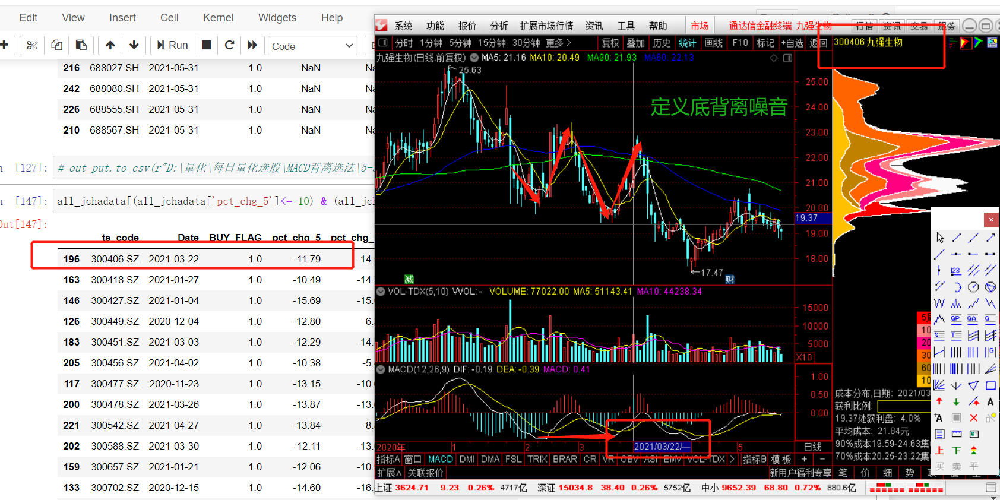 Edit View Insert Cell Kernel Widgets Help
Run Code
216 688027.SH 2021-05-31 1.0 NaN Na
242 688080.SH 2021-05-31 1.0 NaN Na
226 688555.SH 2021-05-31 1.0 NaN Na
210 688567.SH 2021-05-31 1.0 NaN Na
[127]: # out_put.to_csv(r"D:\量化\每日量化选股\MACD背离选法\5-
[147]: all_jchadata[(all_jchadata['pct_chg_5']<=-10) & (all_jch
Out[147]:
ts_code Date BUY_FLAG pct_chg_5 pct_chg_
196 300406.SZ 2021-03-22 1.0 -11.79 -14.
163 300418.SZ 2021-01-27 1.0 -10.49 -14.
146 300427.SZ 2021-01-04 1.0 -15.69 -15.
126 300449.SZ 2020-12-04 1.0 -12.80 -6.
183 300451.SZ 2021-03-03 1.0 -12.29 -14.
205 300456.SZ 2021-04-02 1.0 -10.38 -5.
117 300477.SZ 2020-11-23 1.0 -13.15 -10.
200 300478.SZ 2021-03-26 1.0 -13.87 -13.
221 300542.SZ 2021-04-27 1.0 -13.84 -8.
202 300588.SZ 2021-03-30 1.0 -12.11 -13.
159 300657.SZ 2021-01-21 1.0 -12.06 -10.
133 300702.SZ 2020-12-15 1.0 -14.60 -16.
系统 功能 报价 分析 扩展市场行情 资讯 工具 帮助 市场 通达信金融终端 九强生物 行情 资讯 交易 服务
分时 1分钟 5分钟 15分钟 30分钟 更多 复权 叠加 历史 统计 画线 F10 标记 +自选 返回
300406 九强生物
九强生物(日线.前复权) MA5: 21.16 MA10: 20.49 MA90: 21.93 MA60: 22.13
25.63
定义底背离噪音
25.00
24.00
23.00
22.00
21.00
20.00
19.37
19.00
18.00
17.47
减 财
VOL-TDX(5,10) VVOL: - VOLUME: 77022.00 MA5: 51143.41 MA10: 44238.34
15000
10000
5000
X10
MACD(12,26,9) DIF: -0.19 DEA: -0.39 MACD: 0.41
1.00
0.50
0.00
2020年 1 2 3 2021/03/22/一 5 日线
指标A 窗口 MACD DMI DMA FSL TRIX BRAR CR VR OBV ASI EMV VOL-TDX 指标B 模板 + -
扩展∧ 关联报价 新用户福利专享 笔 价 细 势
成本分布,日期: 2021/03
获利比例:
19.37处获利盘: 4.0%
平均成本: 21.84元
90%成本19.59-24.63集
70%成本20.25-23.22集
5周
10
20
30
60
10
123
GP GA G
A
A
上 下
买 卖 平
上证 3624.71 9.23 0.26% 4717亿 深证 15034.8 38.40 0.26% 5752亿 中小 9652.39 68.80 0.72% 880.6亿